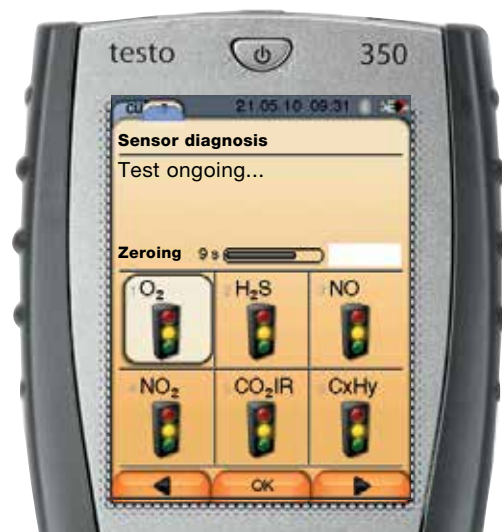 testo 350
21.05.10 09:31
Sensor diagnosis
Test ongoing...
Zeroing 9 s
O₂ H₂S NO
NO₂ CO₂IR CxHy
OK